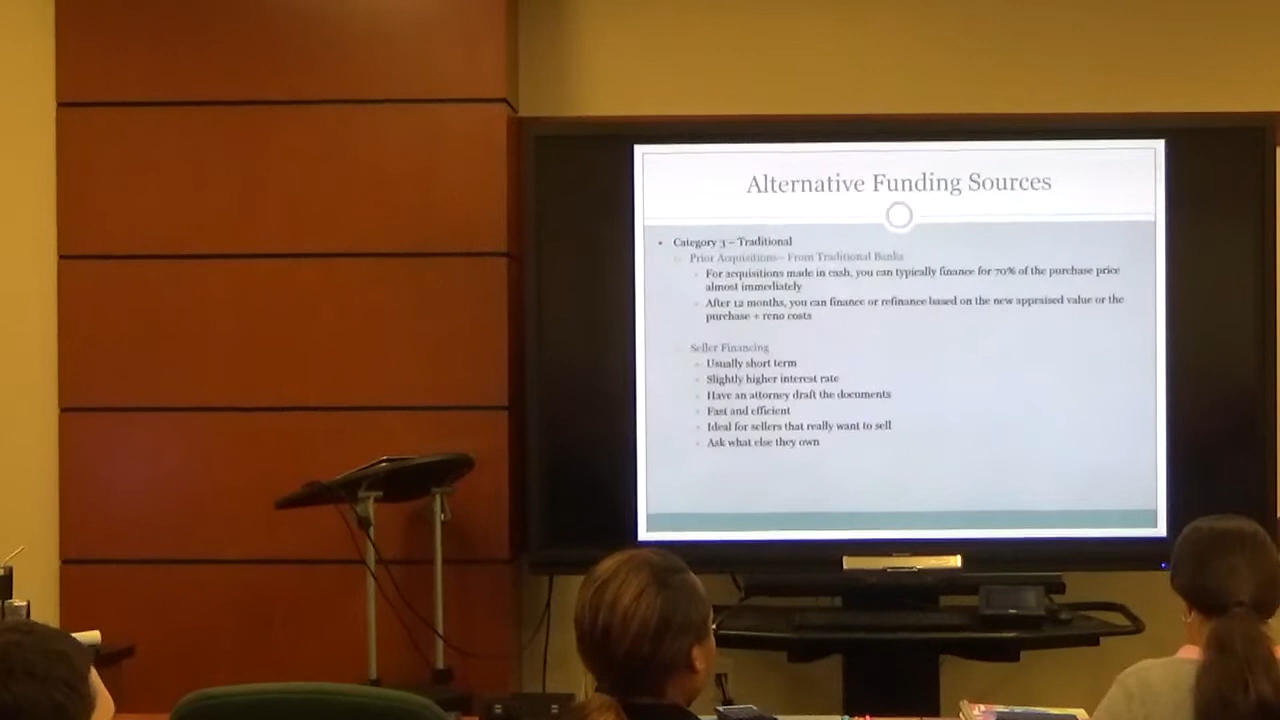 Alternative Funding Sources
Category 3 – Traditional
Prior Acquisitions – From Traditional Banks
For acquisitions made in cash, you can typically finance for 70% of the purchase price
almost immediately
After 12 months, you can finance or refinance based on the new appraised value or the
purchase + reno costs
Seller Financing
Usually short term
Slightly higher interest rate
Have an attorney draft the documents
Fast and efficient
Ideal for sellers that really want to sell
Ask what else they own